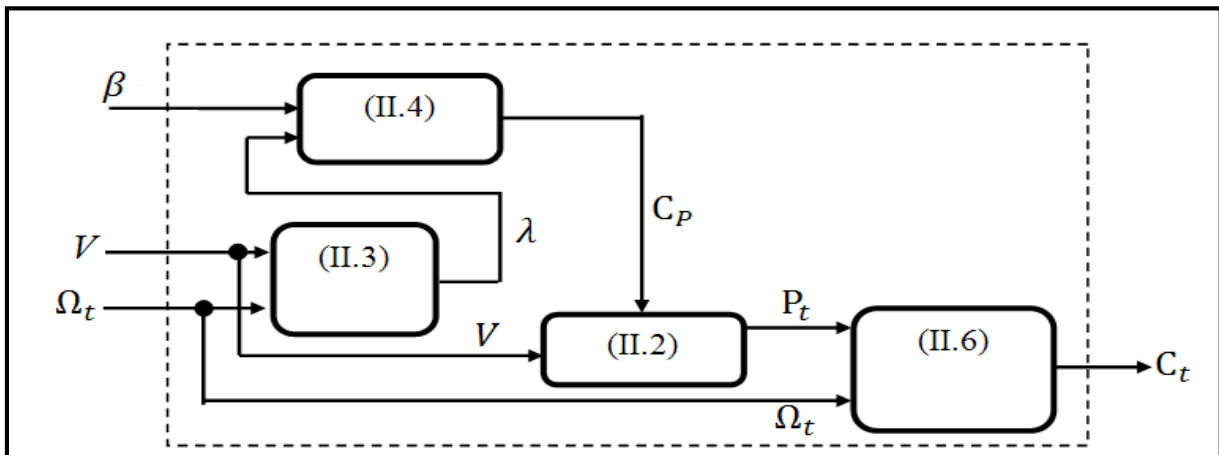 β
(II.4)
C_P
λ
V
(II.3)
Ω_t
P_t
V
(II.2)
(II.6)
C_t
Ω_t